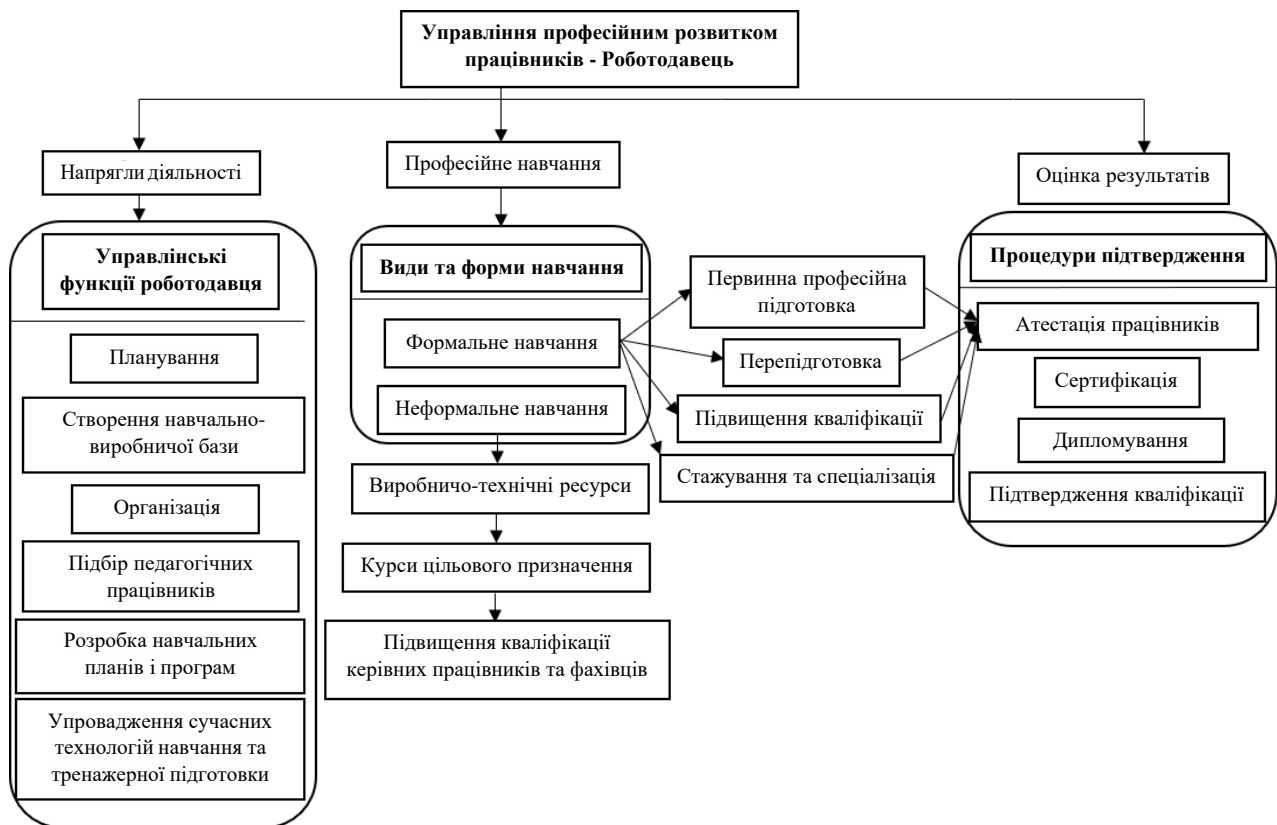 Управління професійним розвитком
працівників - Роботодавець
Напрягли діяльності
Професійне навчання
Оцінка результатів
Управлінські
функції роботодавця
Планування
Створення навчально-
виробничої бази
Організація
Підбір педагогічних
працівників
Розробка навчальних
планів і програм
Упровадження сучасних
технологій навчання та
тренажерної підготовки
Види та форми навчання
Формальне навчання
Неформальне навчання
Виробничо-технічні ресурси
Курси цільового призначення
Підвищення кваліфікації
керівних працівників та фахівців
Первинна професійна
підготовка
Перепідготовка
Підвищення кваліфікації
Стажування та спеціалізація
Процедури підтвердження
Атестація працівників
Сертифікація
Дипломування
Підтвердження кваліфікації